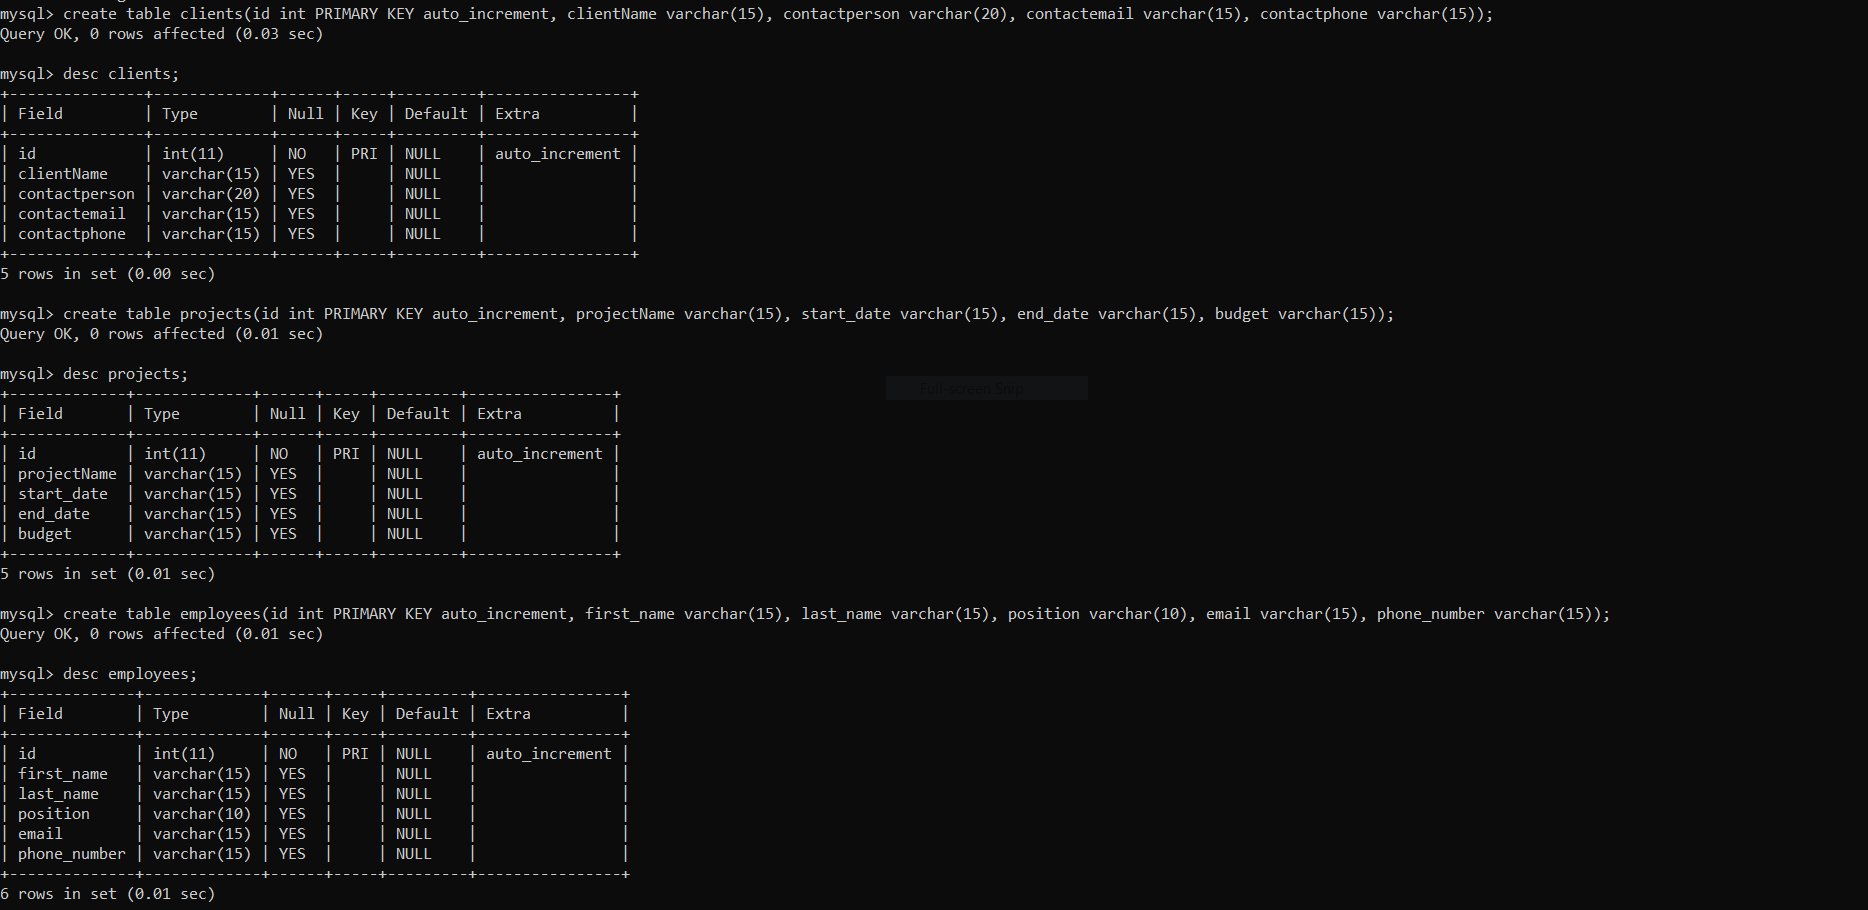 mysql> create table clients(id int PRIMARY KEY auto_increment, clientName varchar(15), contactperson varchar(20), contactemail varchar(15), contactphone varchar(15));
Query OK, 0 rows affected (0.03 sec)

mysql> desc clients;
+---------------+-------------+------+-----+---------+----------------+
| Field         | Type        | Null | Key | Default | Extra          |
+---------------+-------------+------+-----+---------+----------------+
| id            | int(11)     | NO   | PRI | NULL    | auto_increment |
| clientName    | varchar(15) | YES  |     | NULL    |                |
| contactperson | varchar(20) | YES  |     | NULL    |                |
| contactemail  | varchar(15) | YES  |     | NULL    |                |
| contactphone  | varchar(15) | YES  |     | NULL    |                |
+---------------+-------------+------+-----+---------+----------------+
5 rows in set (0.00 sec)

mysql> create table projects(id int PRIMARY KEY auto_increment, projectName varchar(15), start_date varchar(15), end_date varchar(15), budget varchar(15));
Query OK, 0 rows affected (0.01 sec)

mysql> desc projects;
Full-screen Snip
+-------------+-------------+------+-----+---------+----------------+
| Field       | Type        | Null | Key | Default | Extra          |
+-------------+-------------+------+-----+---------+----------------+
| id          | int(11)     | NO   | PRI | NULL    | auto_increment |
| projectName | varchar(15) | YES  |     | NULL    |                |
| start_date  | varchar(15) | YES  |     | NULL    |                |
| end_date    | varchar(15) | YES  |     | NULL    |                |
| budget      | varchar(15) | YES  |     | NULL    |                |
+-------------+-------------+------+-----+---------+----------------+
5 rows in set (0.01 sec)

mysql> create table employees(id int PRIMARY KEY auto_increment, first_name varchar(15), last_name varchar(15), position varchar(10), email varchar(15), phone_number varchar(15));
Query OK, 0 rows affected (0.01 sec)

mysql> desc employees;
+--------------+-------------+------+-----+---------+----------------+
| Field        | Type        | Null | Key | Default | Extra          |
+--------------+-------------+------+-----+---------+----------------+
| id           | int(11)     | NO   | PRI | NULL    | auto_increment |
| first_name   | varchar(15) | YES  |     | NULL    |                |
| last_name    | varchar(15) | YES  |     | NULL    |                |
| position     | varchar(10) | YES  |     | NULL    |                |
| email        | varchar(15) | YES  |     | NULL    |                |
| phone_number | varchar(15) | YES  |     | NULL    |                |
+--------------+-------------+------+-----+---------+----------------+
6 rows in set (0.01 sec)